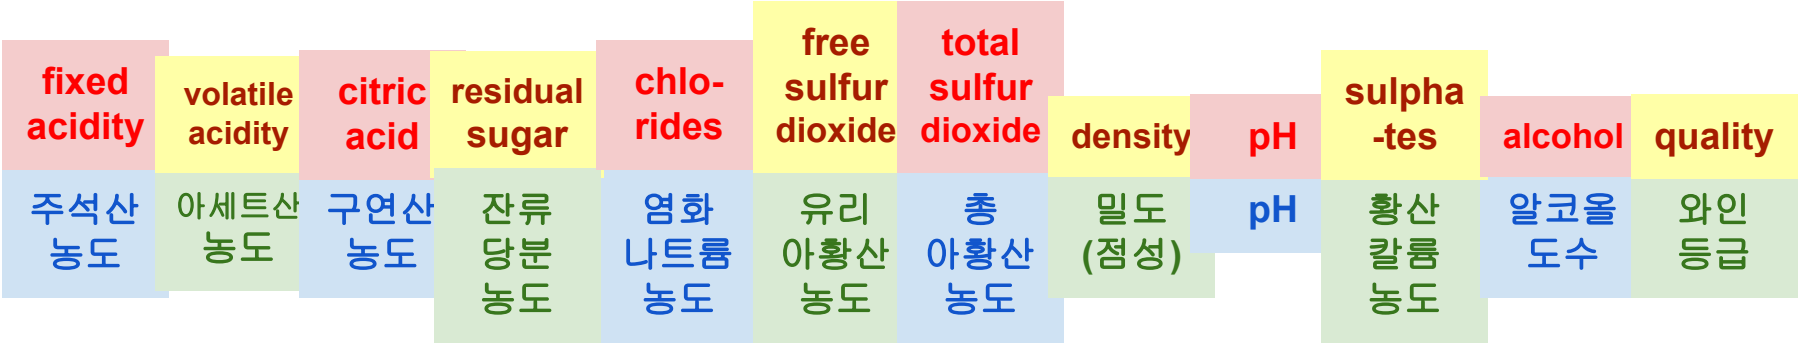 fixed
acidity
volatile
acidity
citric
acid
residual
sugar
chlo-
rides
free
sulfur
dioxide
total
sulfur
dioxide
density
pH
sulpha
-tes
alcohol
quality
주석산
농도
아세트산
농도
구연산
농도
잔류
당분
농도
염화
나트륨
농도
유리
아황산
농도
총
아황산
농도
밀도
(점성)
pH
황산
칼륨
농도
알코올
도수
와인
등급